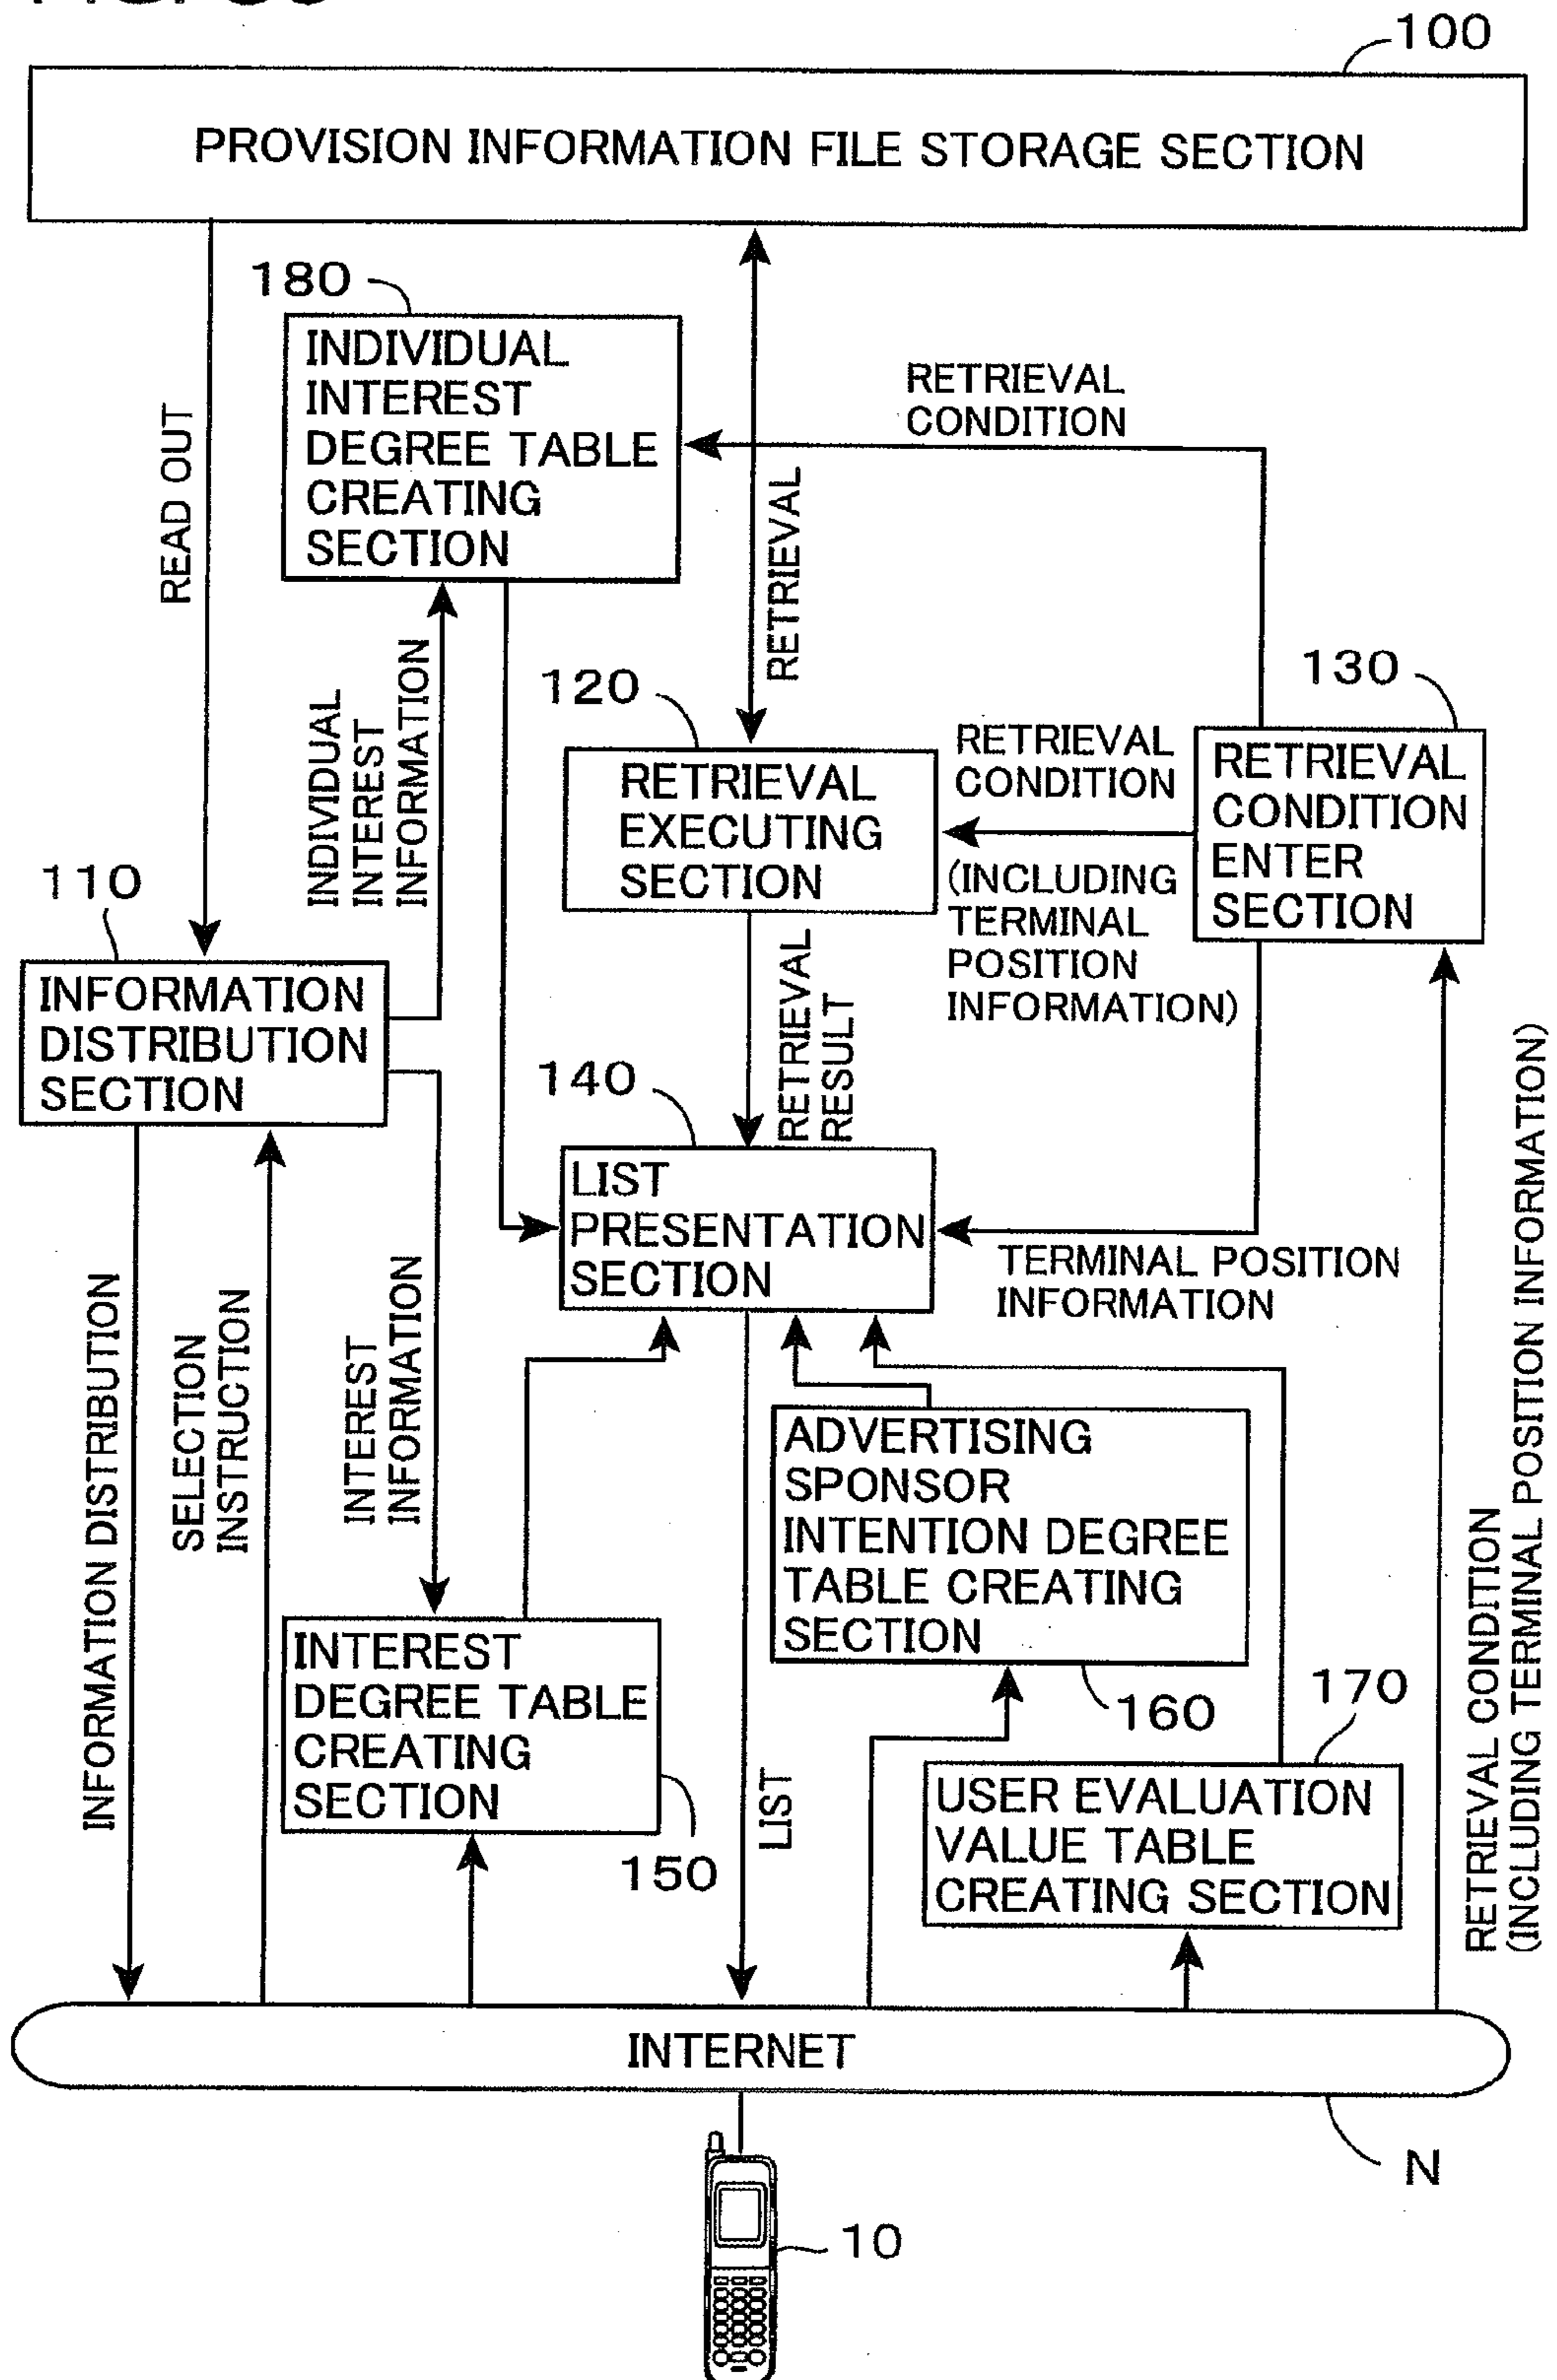 100
PROVISION INFORMATION FILE STORAGE SECTION
180
INDIVIDUAL
INTEREST
DEGREE TABLE
CREATING
SECTION
RETRIEVAL
CONDITION
READ OUT
RETRIEVAL
INDIVIDUAL
INTEREST
INFORMATION
120
RETRIEVAL
EXECUTING
SECTION
RETRIEVAL
CONDITION
(INCLUDING
TERMINAL
POSITION
INFORMATION)
130
RETRIEVAL
CONDITION
ENTER
SECTION
110
INFORMATION
DISTRIBUTION
SECTION
RETRIEVAL
RESULT
140
LIST
PRESENTATION
SECTION
TERMINAL POSITION
INFORMATION
INFORMATION DISTRIBUTION
SELECTION
INSTRUCTION
INTEREST
INFORMATION
ADVERTISING
SPONSOR
INTENTION DEGREE
TABLE CREATING
SECTION
160
INTEREST
DEGREE TABLE
CREATING
SECTION
150
LIST
170
USER EVALUATION
VALUE TABLE
CREATING SECTION
RETRIEVAL CONDITION
(INCLUDING TERMINAL POSITION INFORMATION)
INTERNET
N
10